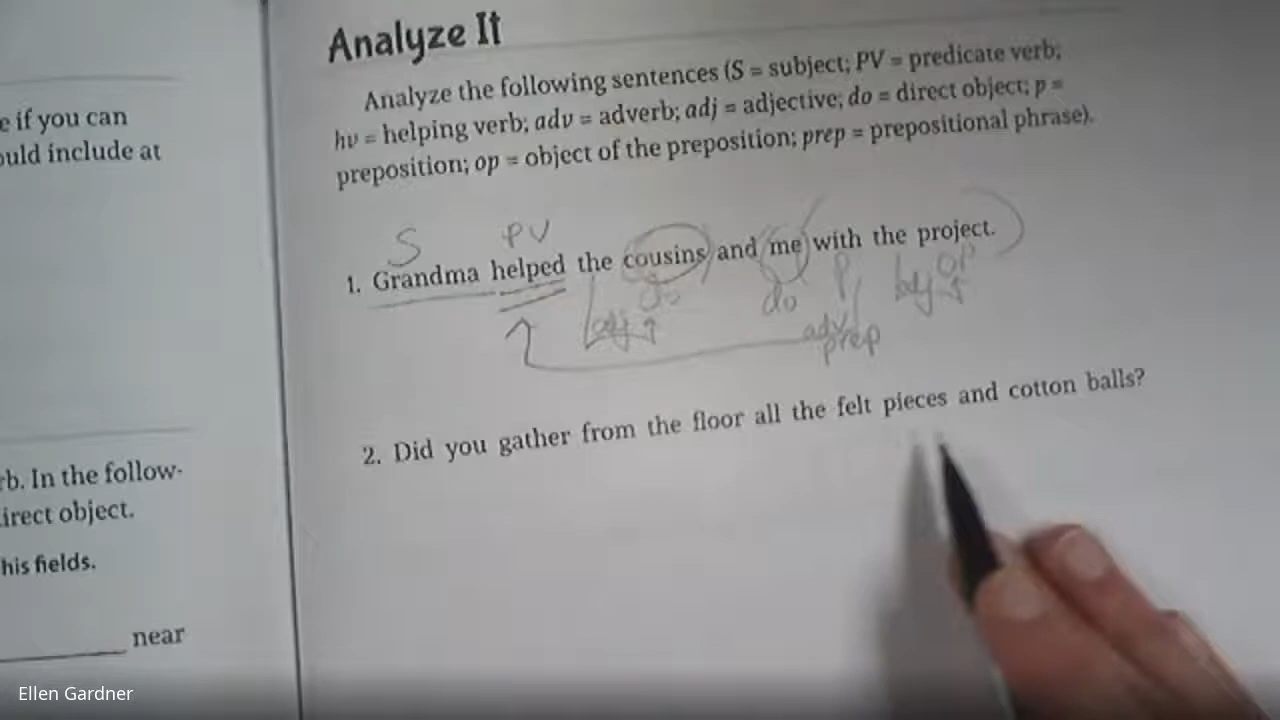 Analyze It
e if you can
ould include at
Analyze the following sentences (S = subject; PV = predicate verb;
hv = helping verb; adv = adverb; adj = adjective; do = direct object; p =
preposition; op = object of the preposition; prep = prepositional phrase).
S PV
1. Grandma helped the cousins and me with the project.
adj do do p adj op
adv prep
2. Did you gather from the floor all the felt pieces and cotton balls?
rb. In the follow-
irect object.
his fields.
near
Ellen Gardner